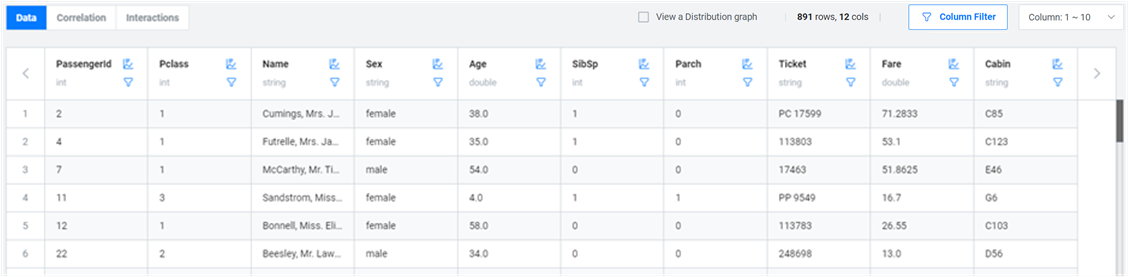 Data Correlation Interactions View a Distribution graph 891 rows, 12 cols Column Filter Column: 1 ~ 10
PassengerId Pclass Name Sex Age SibSp Parch Ticket Fare Cabin
int int string string double int int string double string
1 2 1 Cumings, Mrs. J... female 38.0 1 0 PC 17599 71.2833 C85
2 4 1 Futrelle, Mrs. Ja... female 35.0 1 0 113803 53.1 C123
3 7 1 McCarthy, Mr. Ti... male 54.0 0 0 17463 51.8625 E46
4 11 3 Sandstrom, Miss... female 4.0 1 1 PP 9549 16.7 G6
5 12 1 Bonnell, Miss. Eli... female 58.0 0 0 113783 26.55 C103
6 22 2 Beesley, Mr. Law... male 34.0 0 0 248698 13.0 D56